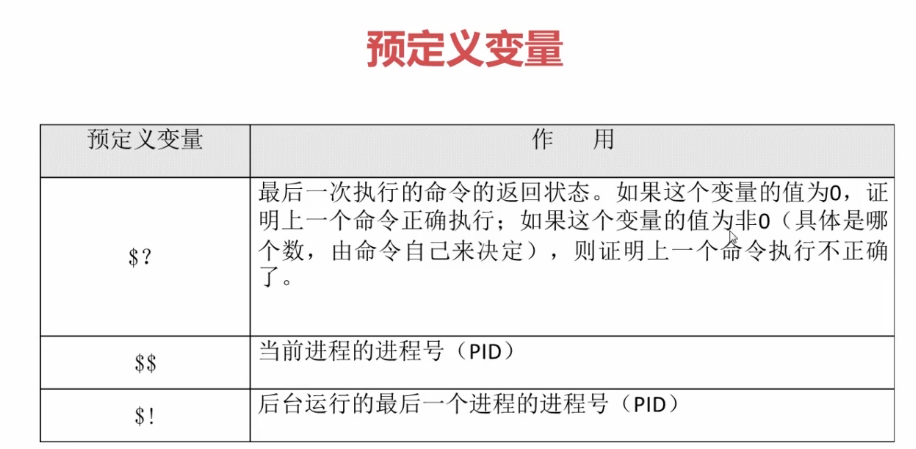 预定义变量
预定义变量 作 用
最后一次执行的命令的返回状态。如果这个变量的值为0，证
明上一个命令正确执行；如果这个变量的值为非0（具体是哪
$? 个数，由命令自己来决定），则证明上一个命令执行不正确
了。
$$ 当前进程的进程号（PID）
$! 后台运行的最后一个进程的进程号（PID）